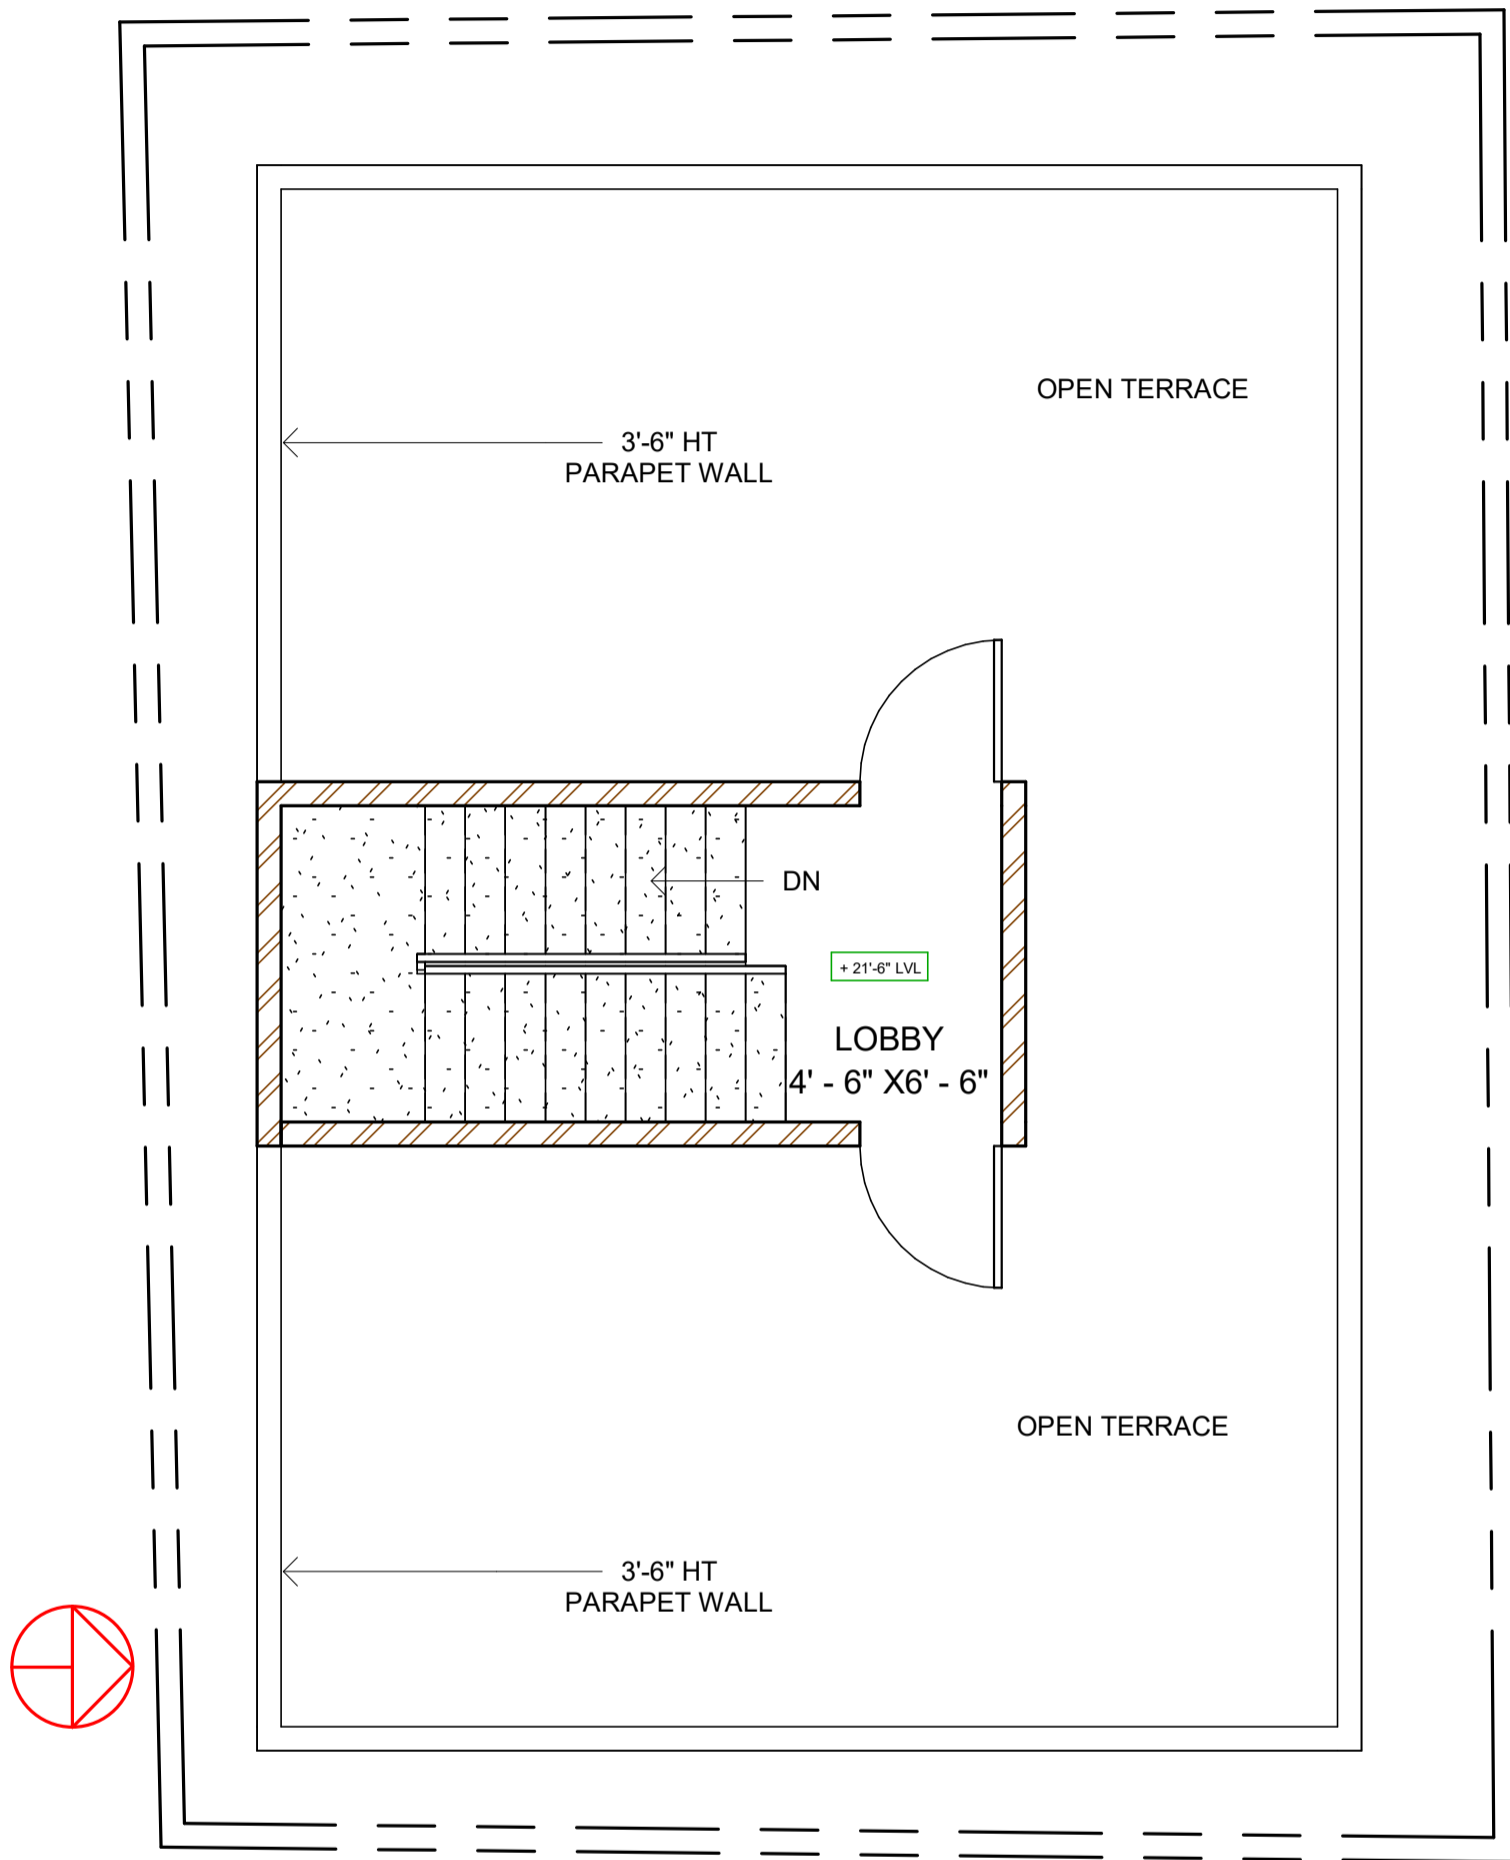 OPEN TERRACE
3'-6" HT
PARAPET WALL
DN
+ 21'-6" LVL
LOBBY
4' - 6" X6' - 6"
OPEN TERRACE
3'-6" HT
PARAPET WALL